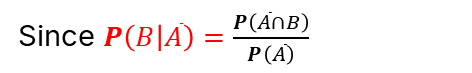 Since P(B|A̅) = P(A̅∩B) / P(A̅)